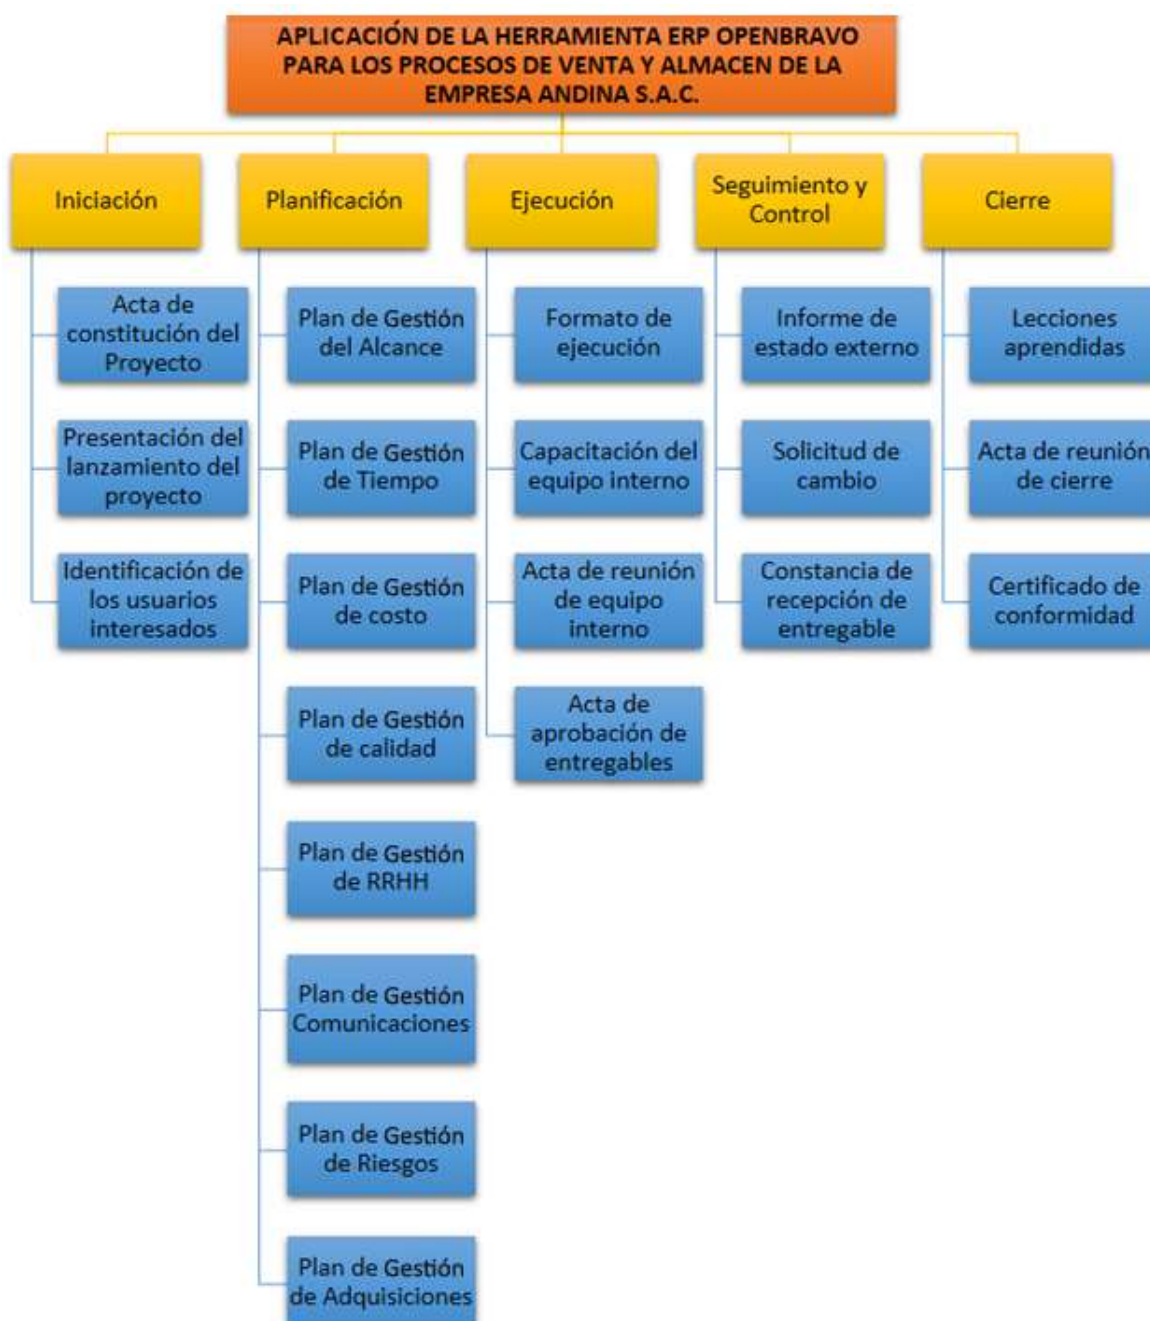 APLICACIÓN DE LA HERRAMIENTA ERP OPENBRAVO
PARA LOS PROCESOS DE VENTA Y ALMACEN DE LA
EMPRESA ANDINA S.A.C.
Iniciación
Acta de
constitución del
Proyecto
Presentación del
lanzamiento del
proyecto
Identificación de
los usuarios
interesados
Planificación
Plan de Gestión
del Alcance
Plan de Gestión
de Tiempo
Plan de Gestión
de costo
Plan de Gestión
de calidad
Plan de Gestión
de RRHH
Plan de Gestión
Comunicaciones
Plan de Gestión
de Riesgos
Plan de Gestión
de Adquisiciones
Ejecución
Formato de
ejecución
Capacitación del
equipo interno
Acta de reunión
de equipo
interno
Acta de
aprobación de
entregables
Seguimiento y
Control
Informe de
estado externo
Solicitud de
cambio
Constancia de
recepción de
entregable
Cierre
Lecciones
aprendidas
Acta de reunión
de cierre
Certificado de
conformidad